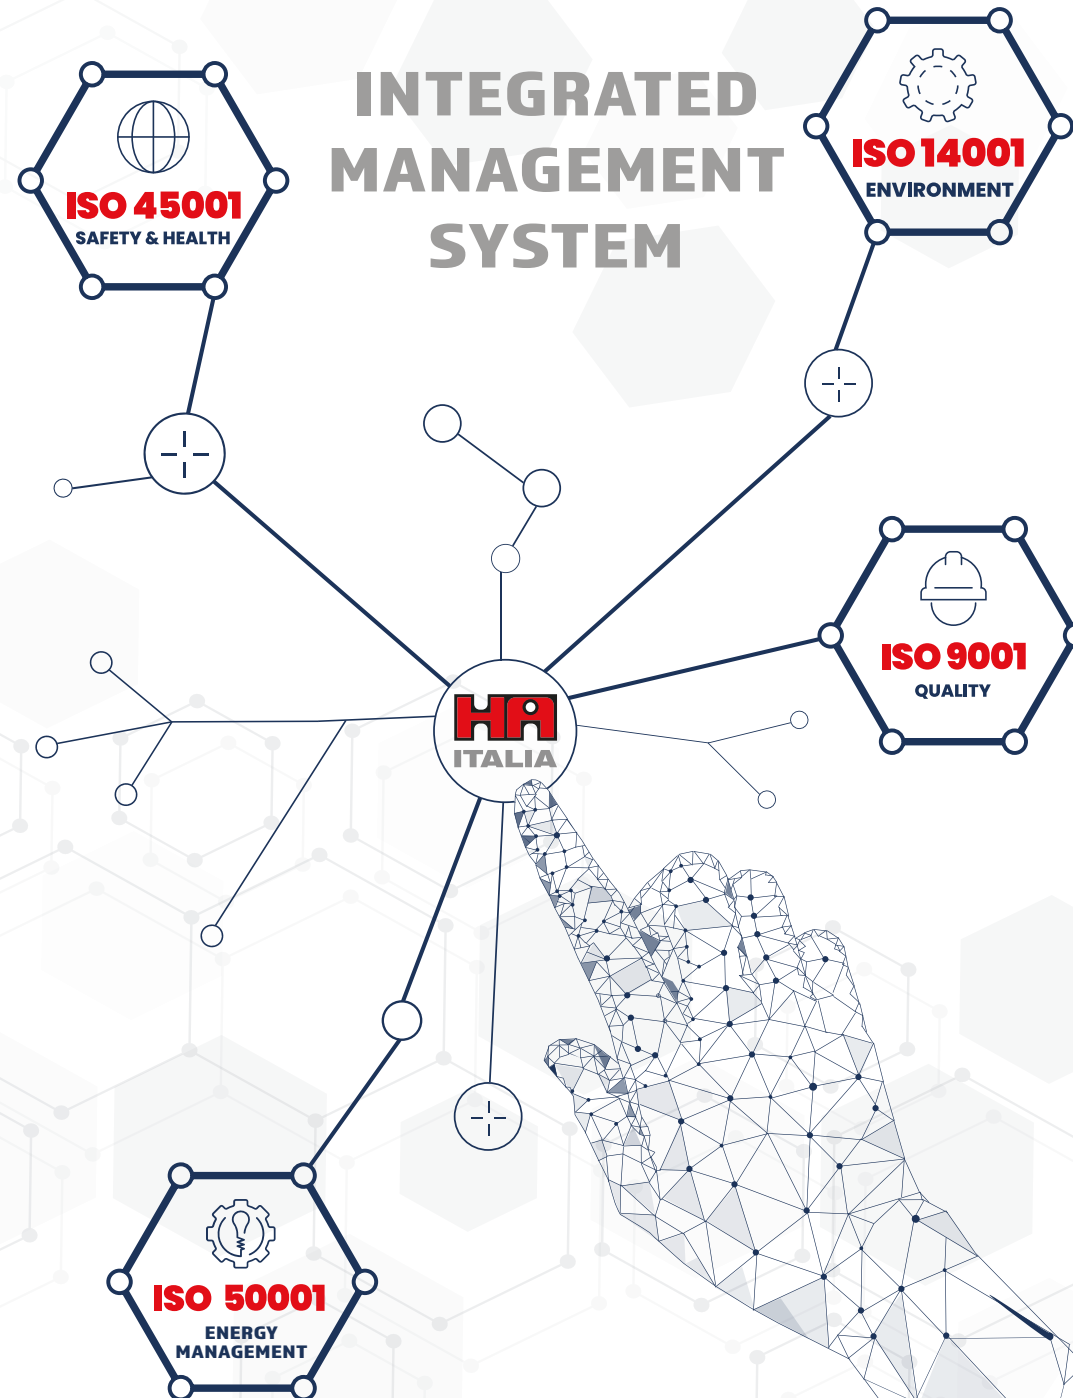 INTEGRATED
MANAGEMENT
SYSTEM
ISO 45001
SAFETY & HEALTH
ISO 14001
ENVIRONMENT
ISO 9001
QUALITY
HA
ITALIA
ISO 50001
ENERGY
MANAGEMENT